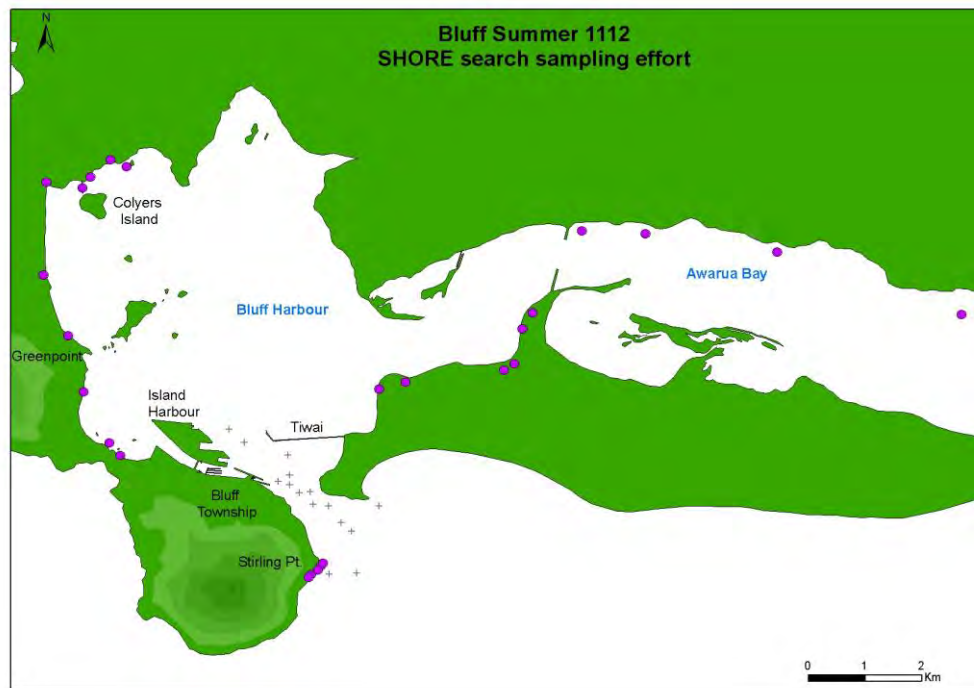 N
Bluff Summer 1112
SHORE search sampling effort
Colyers
Island
Awarua Bay
Bluff Harbour
Greenpoint
Island
Harbour
Tiwai
Bluff
Township
Stirling Pt.
0 1 2
Km